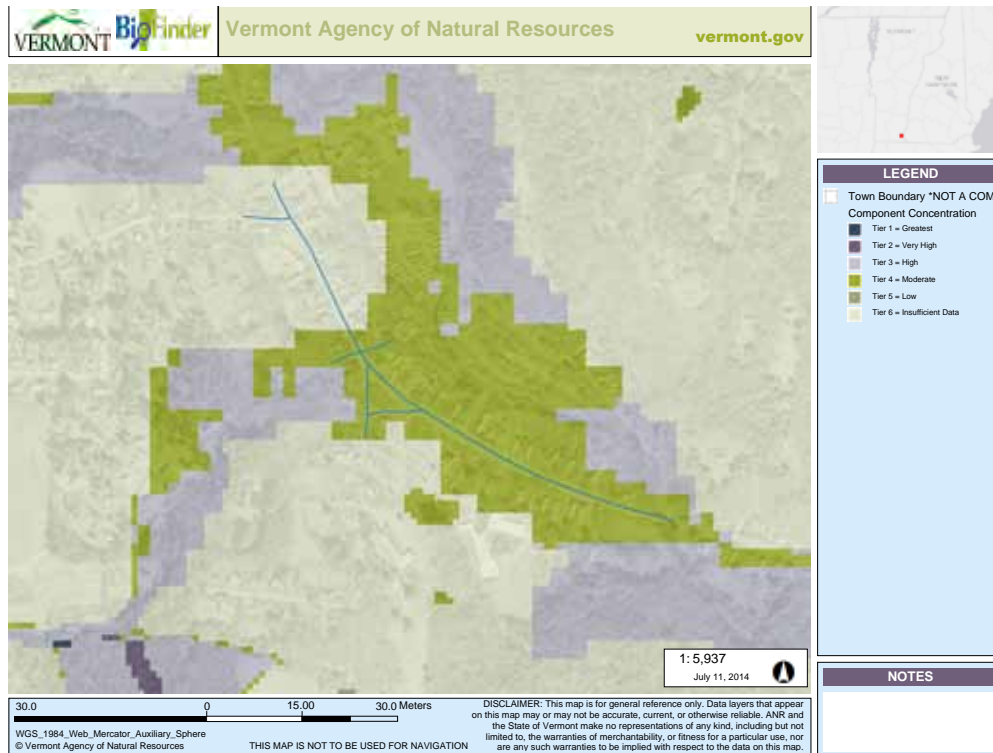 VERMONT
BioFinder
Vermont Agency of Natural Resources
vermont.gov
LEGEND
Town Boundary *NOT A COM
Component Concentration
Tier 1 = Greatest
Tier 2 = Very High
Tier 3 = High
Tier 4 = Moderate
Tier 5 = Low
Tier 6 = Insufficient Data
1: 5,937
July 11, 2014
NOTES
30.0 0 15.00 30.0 Meters
WGS_1984_Web_Mercator_Auxiliary_Sphere
© Vermont Agency of Natural Resources
THIS MAP IS NOT TO BE USED FOR NAVIGATION
DISCLAIMER: This map is for general reference only. Data layers that appear
on this map may or may not be accurate, current, or otherwise reliable. ANR and
the State of Vermont make no representations of any kind, including but not
limited to, the warranties of merchantability, or fitness for a particular use, nor
are any such warranties to be implied with respect to the data on this map.